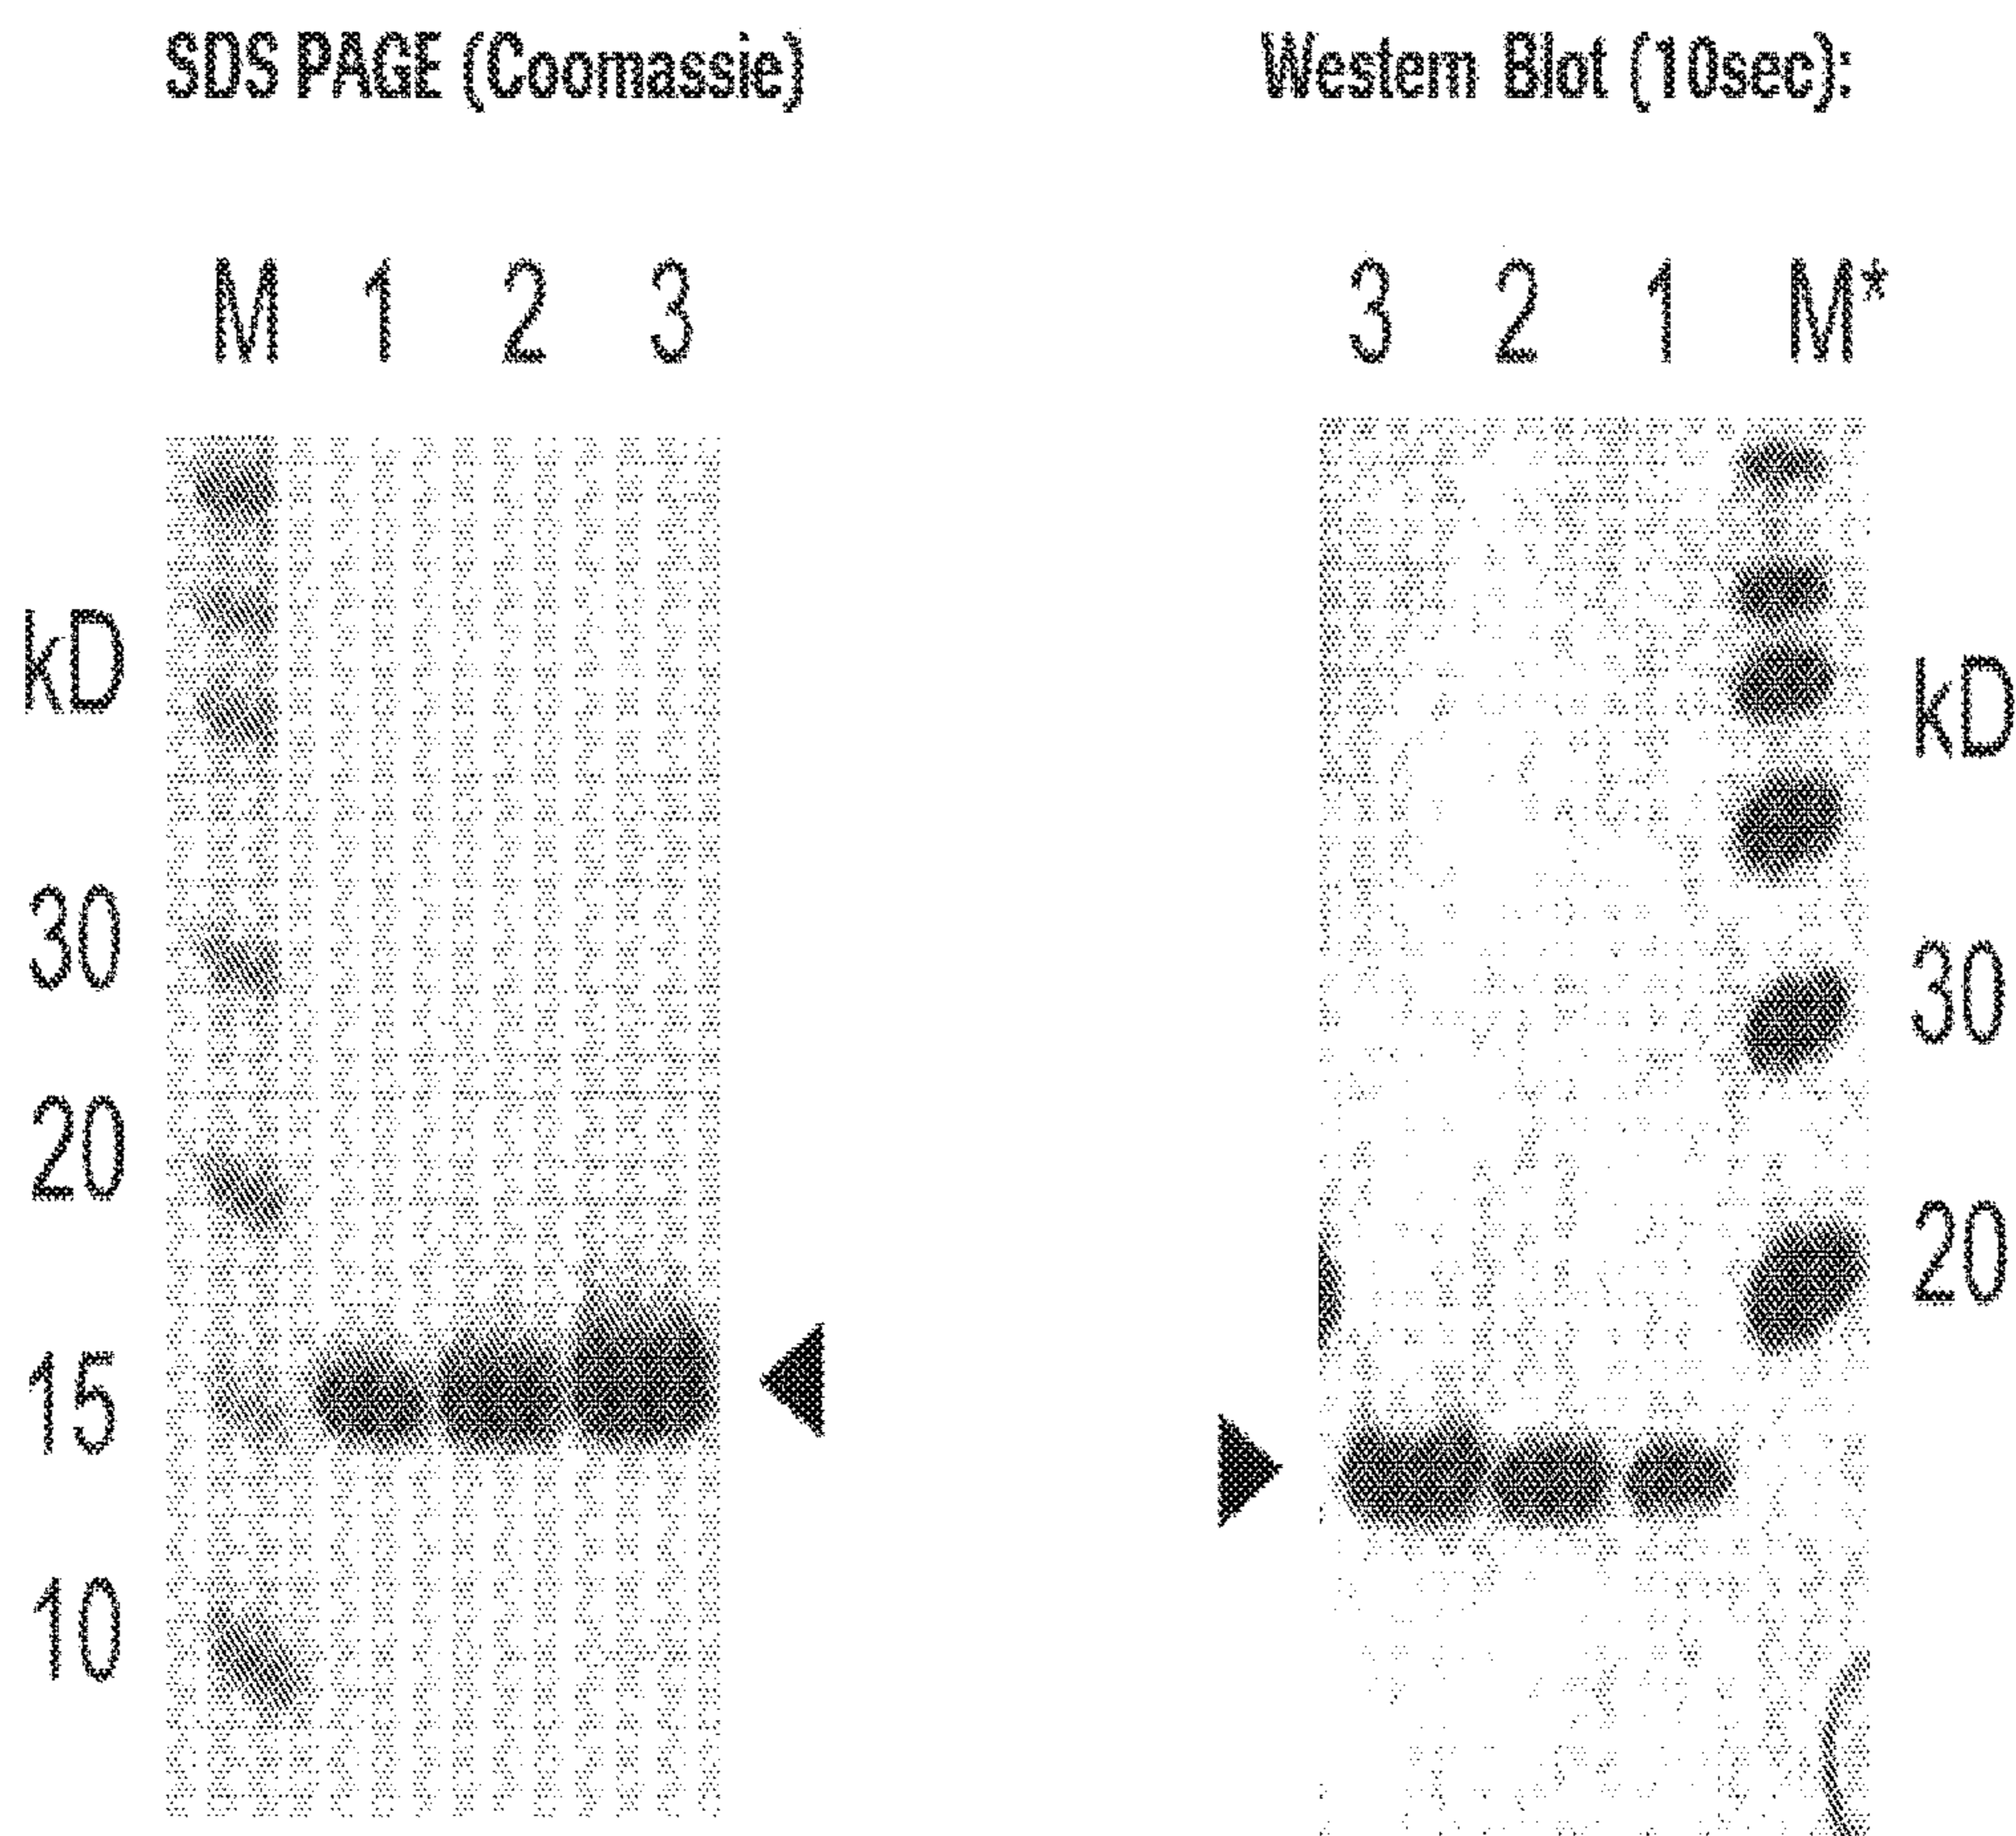 SDS PAGE (Coomassie)
M 1 2 3
kD
30
20
15
10
Western Blot (10sec):
3 2 1 M*
kD
30
20